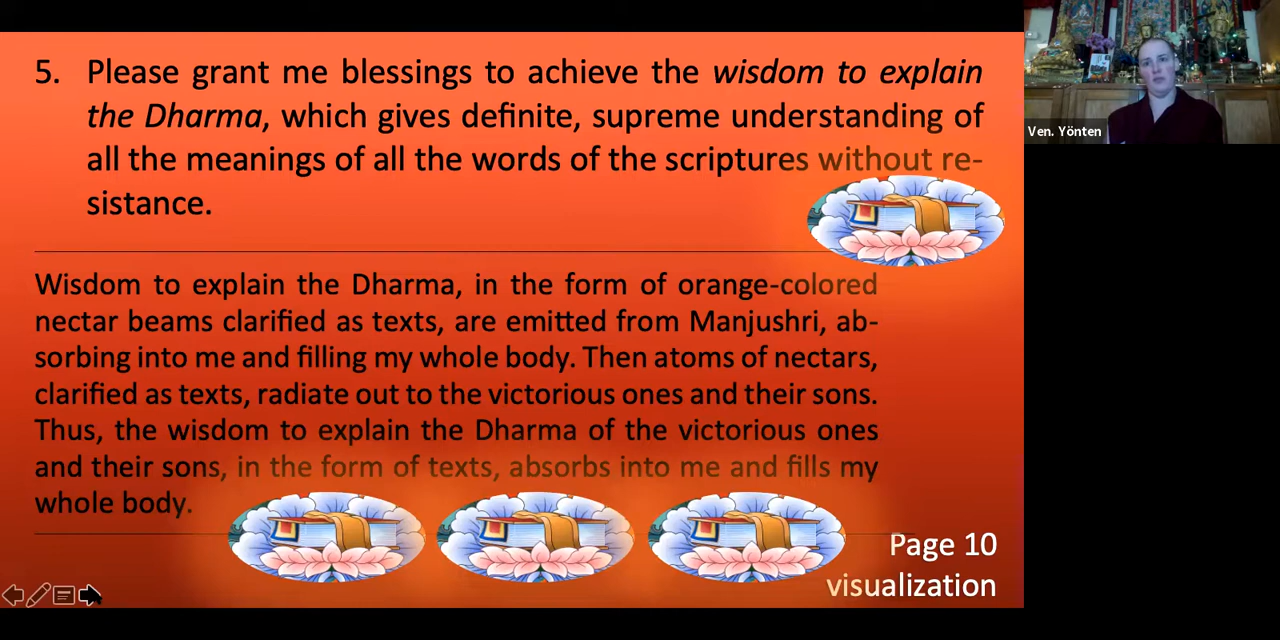 5. Please grant me blessings to achieve the wisdom to explain
the Dharma, which gives definite, supreme understanding of
all the meanings of all the words of the scriptures without re-
sistance.
Wisdom to explain the Dharma, in the form of orange-colored
nectar beams clarified as texts, are emitted from Manjushri, ab-
sorbing into me and filling my whole body. Then atoms of nectars,
clarified as texts, radiate out to the victorious ones and their sons.
Thus, the wisdom to explain the Dharma of the victorious ones
and their sons, in the form of texts, absorbs into me and fills my
whole body.
Page 10
visualization
Ven. Yönten